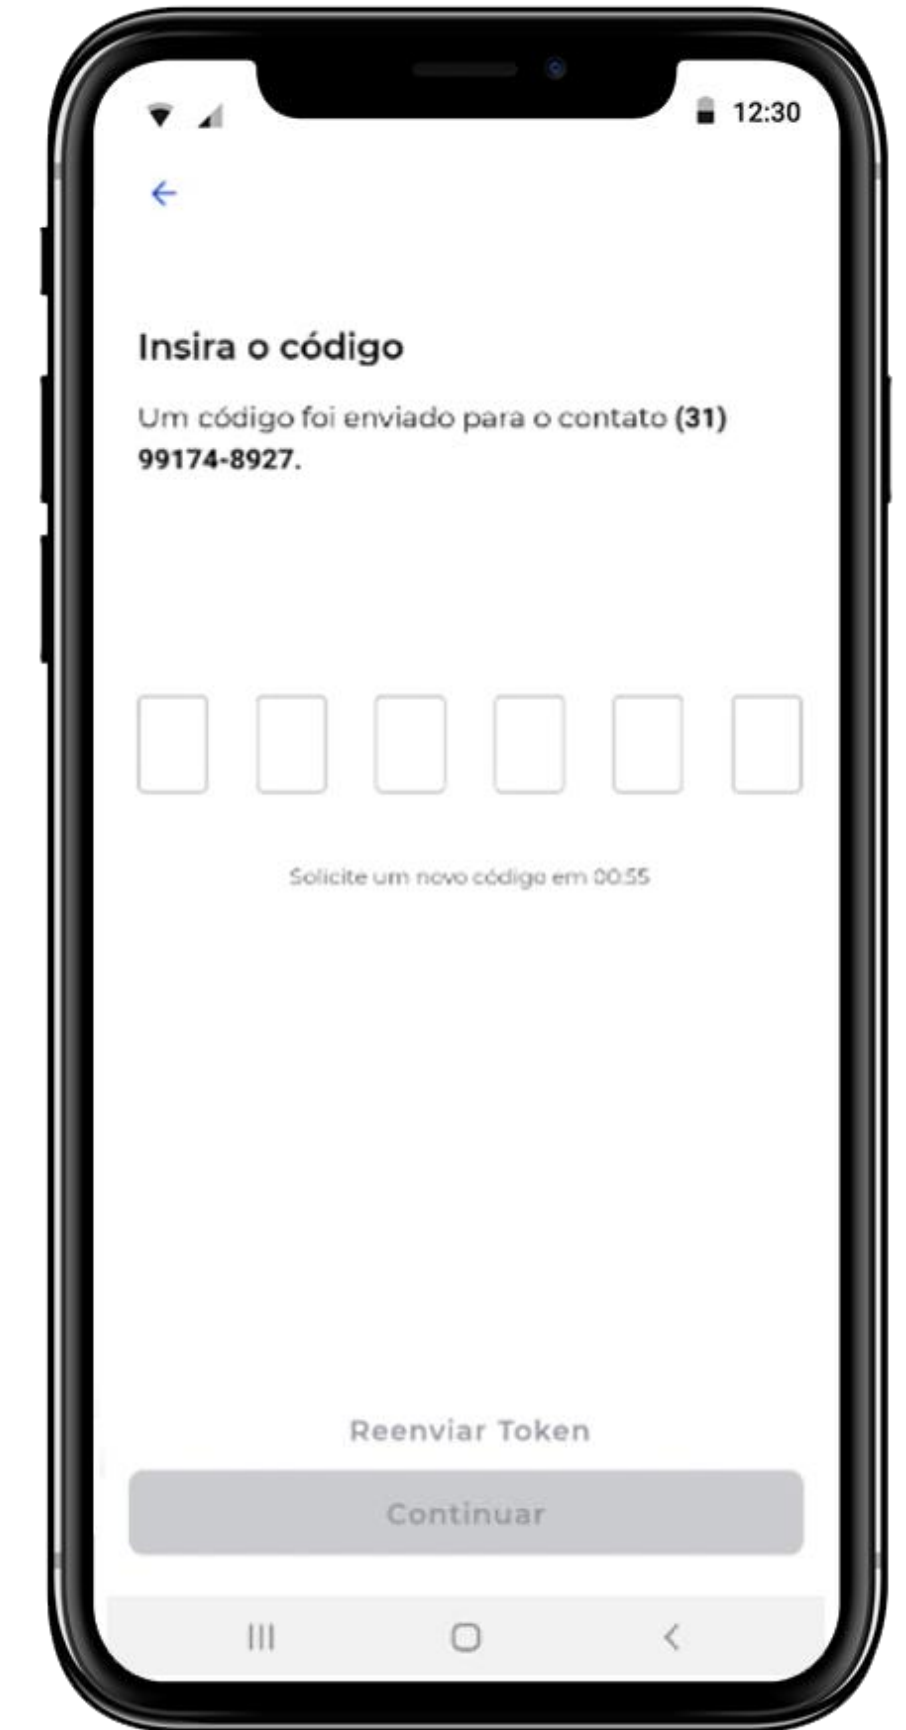 12:30
Insira o código
Um código foi enviado para o contato (31)
99174-8927.
Solicite um novo código em 00:55
Reenviar Token
Continuar